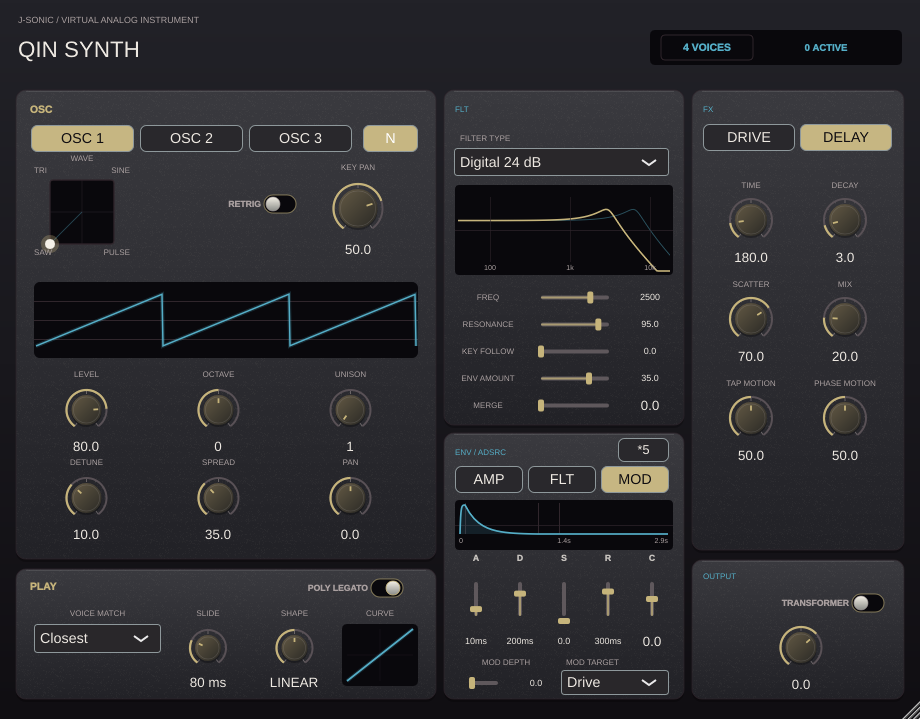 J-SONIC / VIRTUAL ANALOG INSTRUMENT
QIN SYNTH
4 VOICES
0 ACTIVE
OSC
OSC 1
OSC 2
OSC 3
N
WAVE
TRI
SINE
SAW
PULSE
RETRIG
KEY PAN
50.0
LEVEL
OCTAVE
UNISON
80.0
0
1
DETUNE
SPREAD
PAN
10.0
35.0
0.0
PLAY
POLY LEGATO
VOICE MATCH
SLIDE
SHAPE
CURVE
Closest
80 ms
LINEAR
FLT
FILTER TYPE
Digital 24 dB
100
1k
10k
FREQ
2500
RESONANCE
95.0
KEY FOLLOW
0.0
ENV AMOUNT
35.0
MERGE
0.0
ENV / ADSRC
*5
AMP
FLT
MOD
0
1.4s
2.9s
A
D
S
R
C
10ms
200ms
0.0
300ms
0.0
MOD DEPTH
MOD TARGET
0.0
Drive
FX
DRIVE
DELAY
TIME
DECAY
180.0
3.0
SCATTER
MIX
70.0
20.0
TAP MOTION
PHASE MOTION
50.0
50.0
OUTPUT
TRANSFORMER
0.0